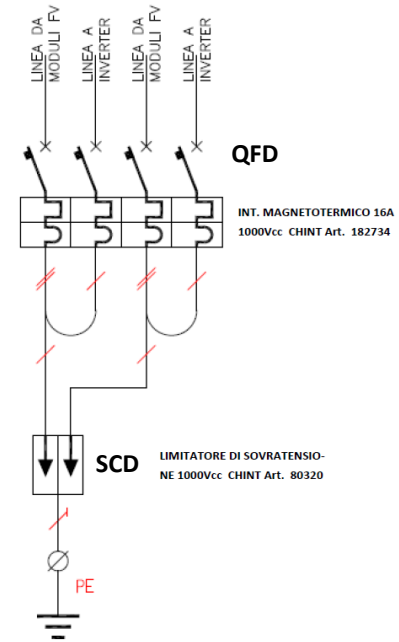 LINEA DA
MODULI FV
LINEA A
INVERTER
LINEA DA
MODULI FV
LINEA A
INVERTER
QFD
INT. MAGNETOTERMICO 16A
1000Vcc CHINT Art. 182734
SCD
LIMITATORE DI SOVRATENSIO-
NE 1000Vcc CHINT Art. 80320
PE